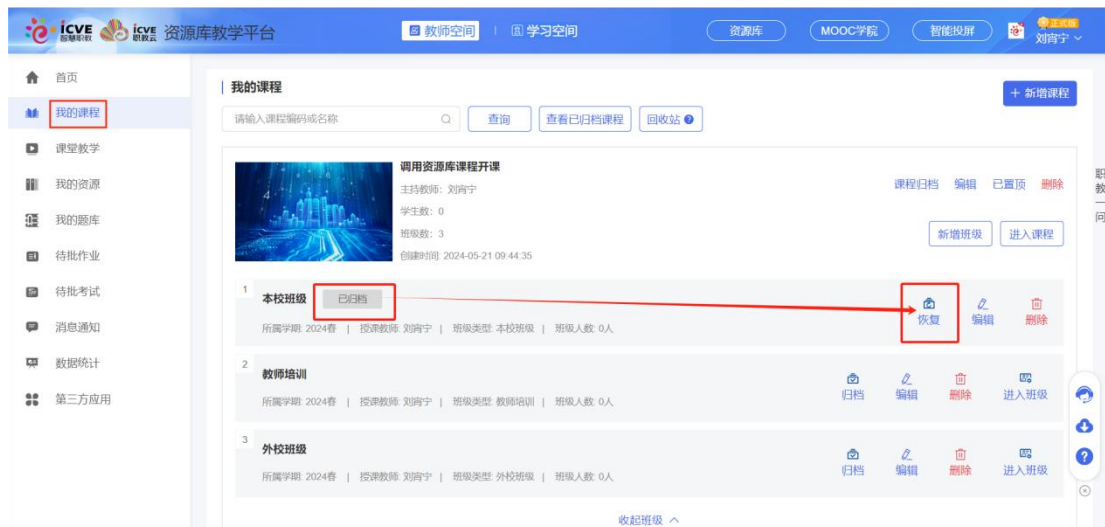 icve 智慧职教 icve 职教云 资源库教学平台 教师空间 学习空间 资源库 MOOC学院 智能投屏 正式版 刘宵宁
首页
我的课程
课堂教学
我的资源
我的题库
待批作业
待批考试
消息通知
数据统计
第三方应用
我的课程
+ 新增课程
请输入课程编码或名称 查询 查看已归档课程 回收站
调用资源库课程开课
主持教师: 刘宵宁
课程归档 编辑 已置顶 删除
学生数: 0
班级数: 3
新增班级 进入课程
创建时间: 2024-05-21 09:44:35
1 本校班级 已归档
恢复 编辑 删除
所属学期: 2024春 | 授课教师: 刘宵宁 | 班级类型: 本校班级 | 班级人数: 0人
2 教师培训
归档 编辑 删除 进入班级
所属学期: 2024春 | 授课教师: 刘宵宁 | 班级类型: 教师培训 | 班级人数: 0人
3 外校班级
归档 编辑 删除 进入班级
所属学期: 2024春 | 授课教师: 刘宵宁 | 班级类型: 外校班级 | 班级人数: 0人
收起班级
职教一问